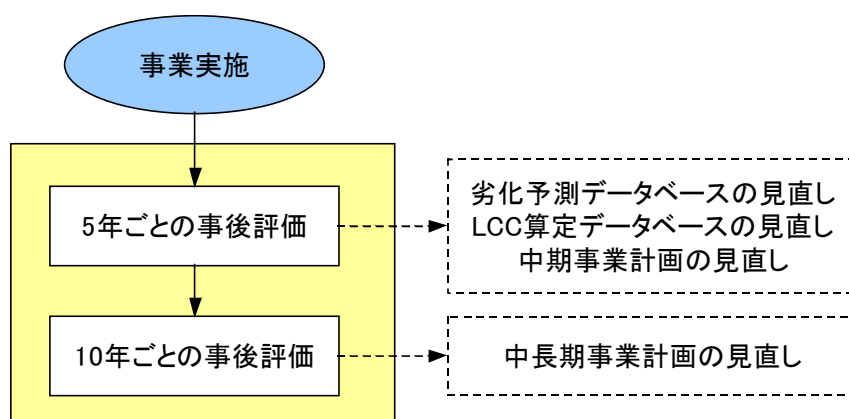 事業実施
5年ごとの事後評価
劣化予測データベースの見直し
LCC算定データベースの見直し
中期事業計画の見直し
10年ごとの事後評価
中長期事業計画の見直し